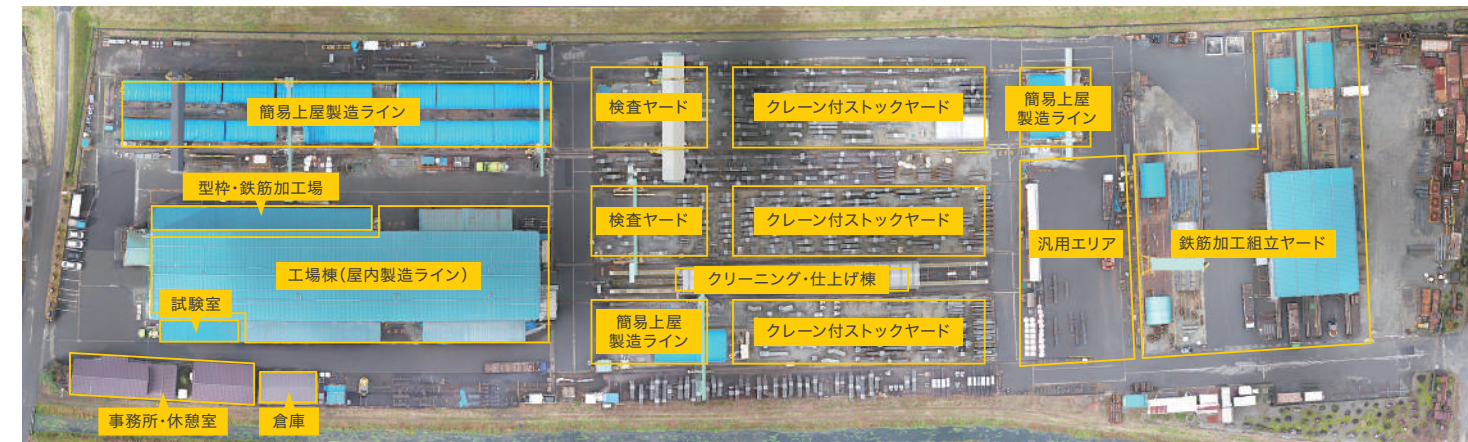 簡易上屋製造ライン
検査ヤード
クレーン付ストックヤード
簡易上屋
製造ライン
型枠・鉄筋加工場
検査ヤード
クレーン付ストックヤード
汎用エリア
鉄筋加工組立ヤード
工場棟(屋内製造ライン)
クリーニング・仕上げ棟
試験室
簡易上屋
製造ライン
クレーン付ストックヤード
事務所・休憩室
倉庫